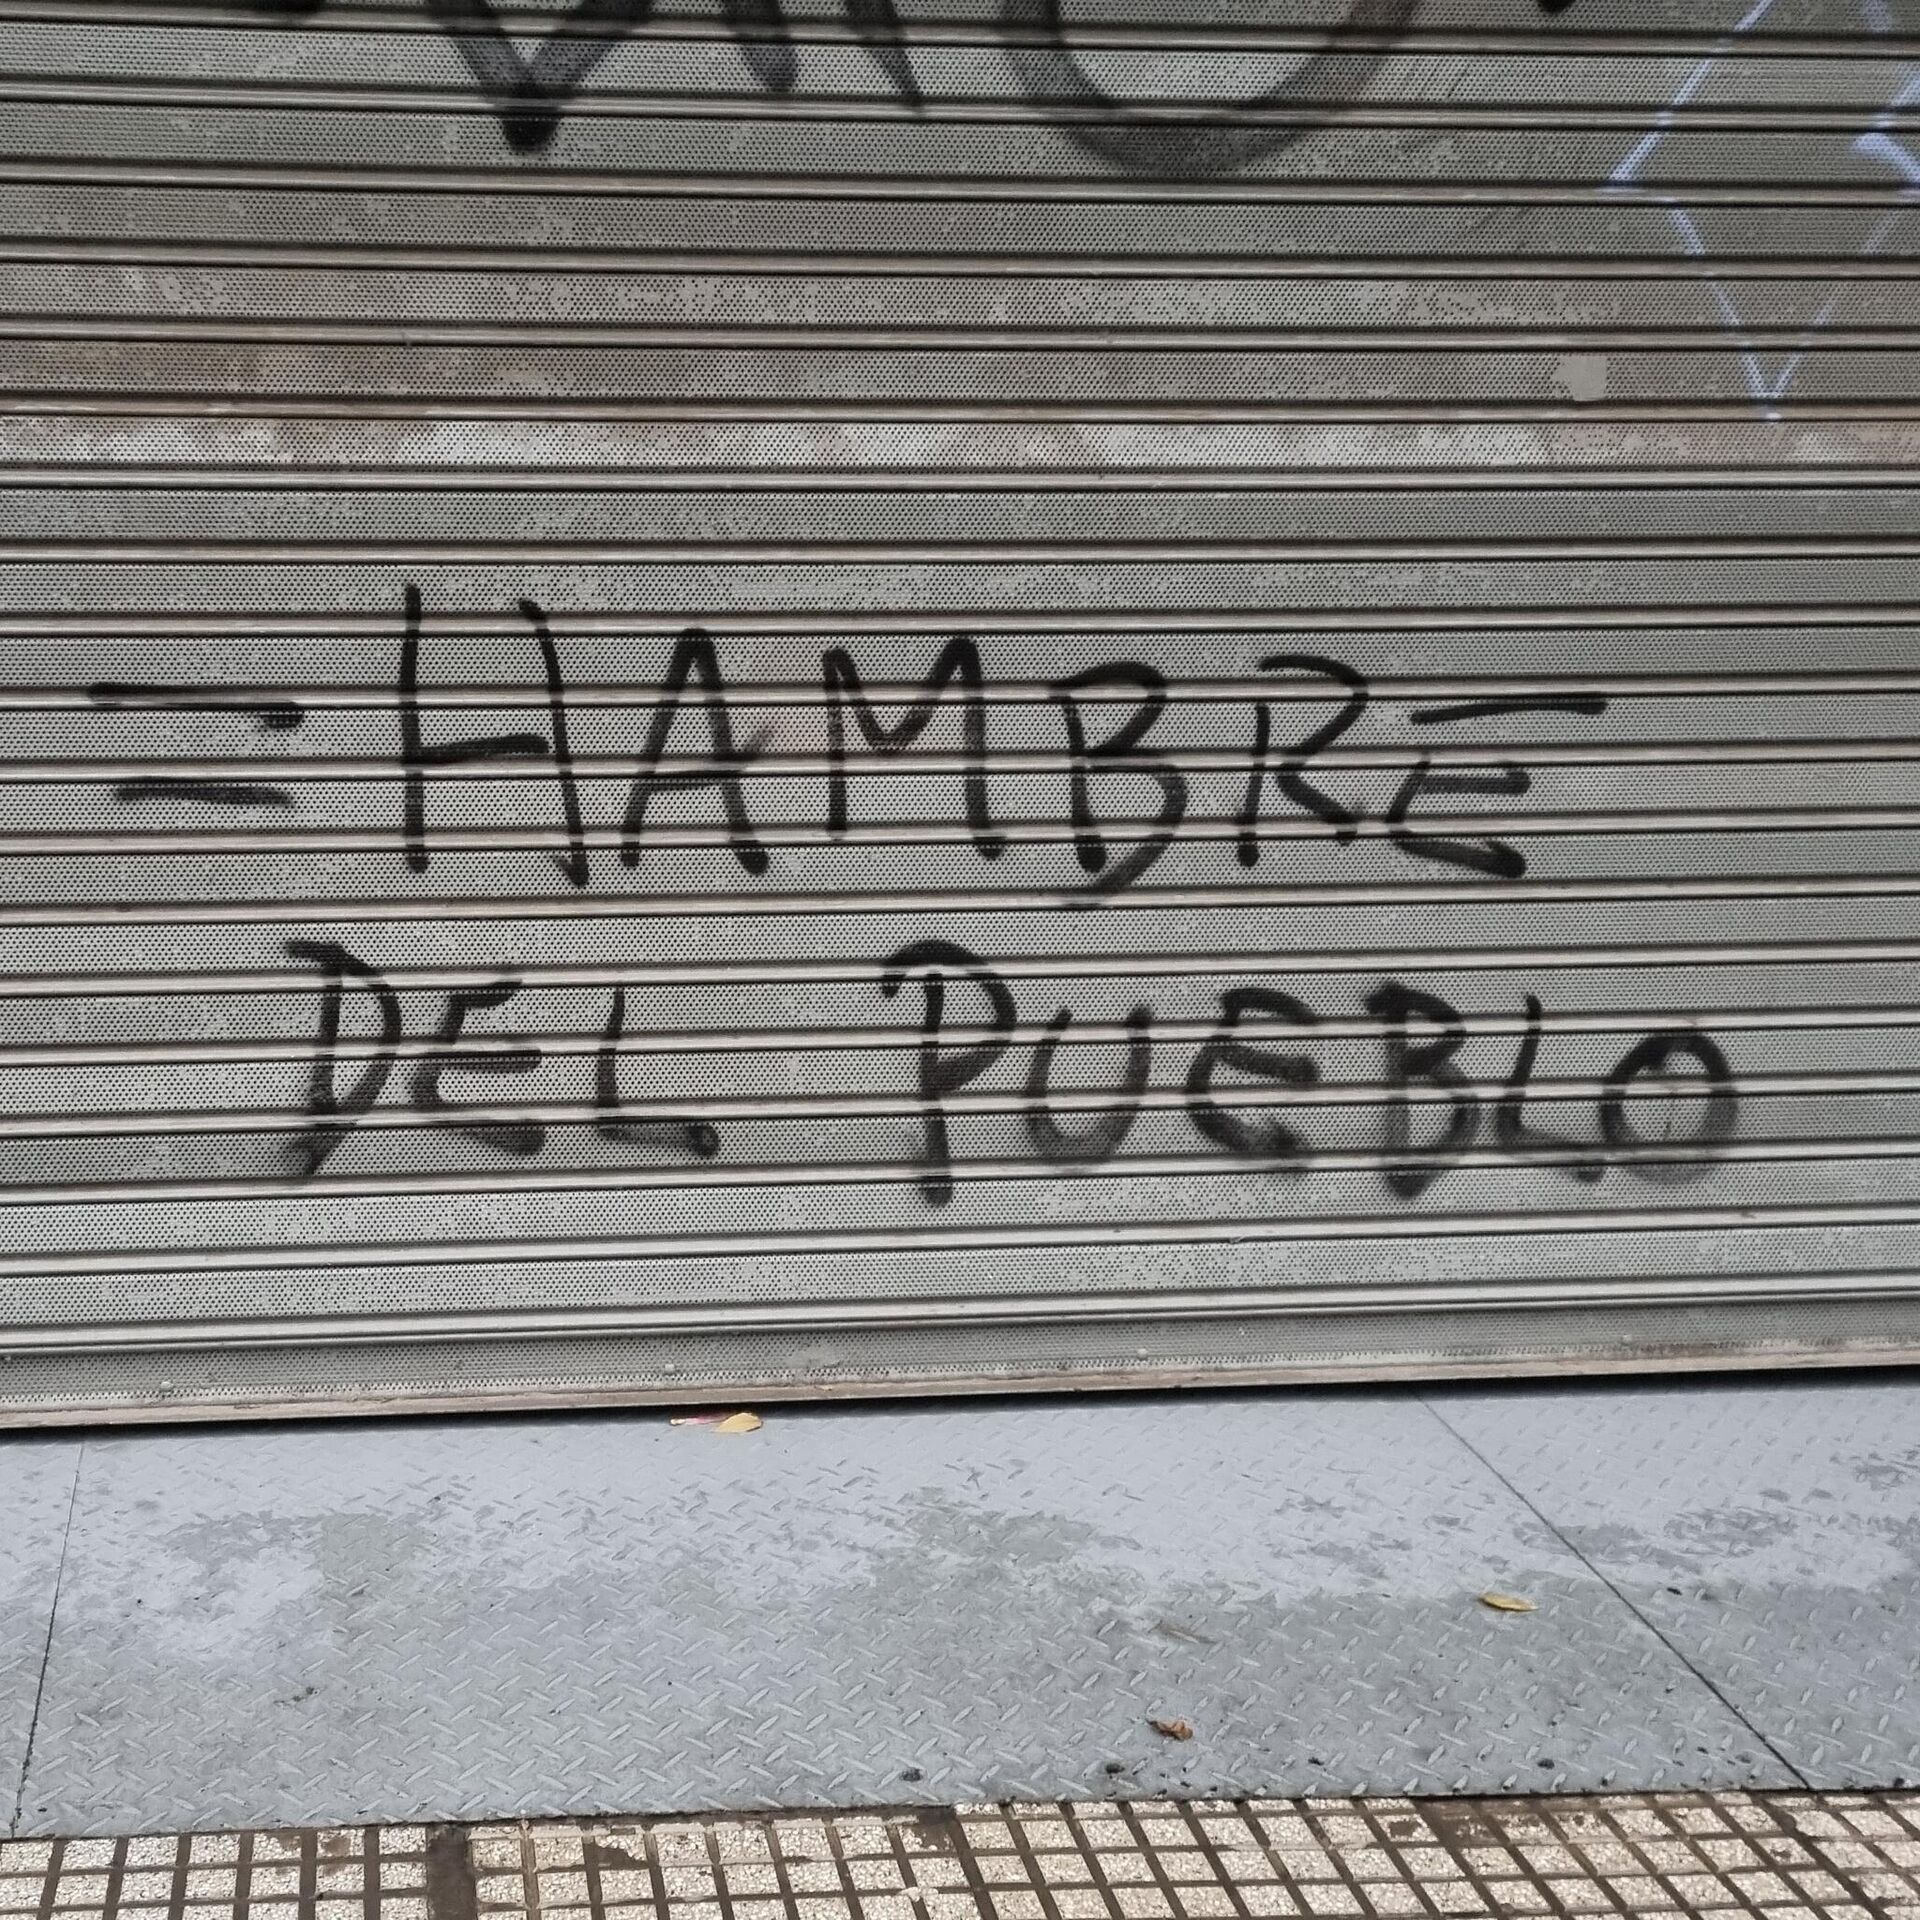 = HAMBRE
DEL PUEBLO